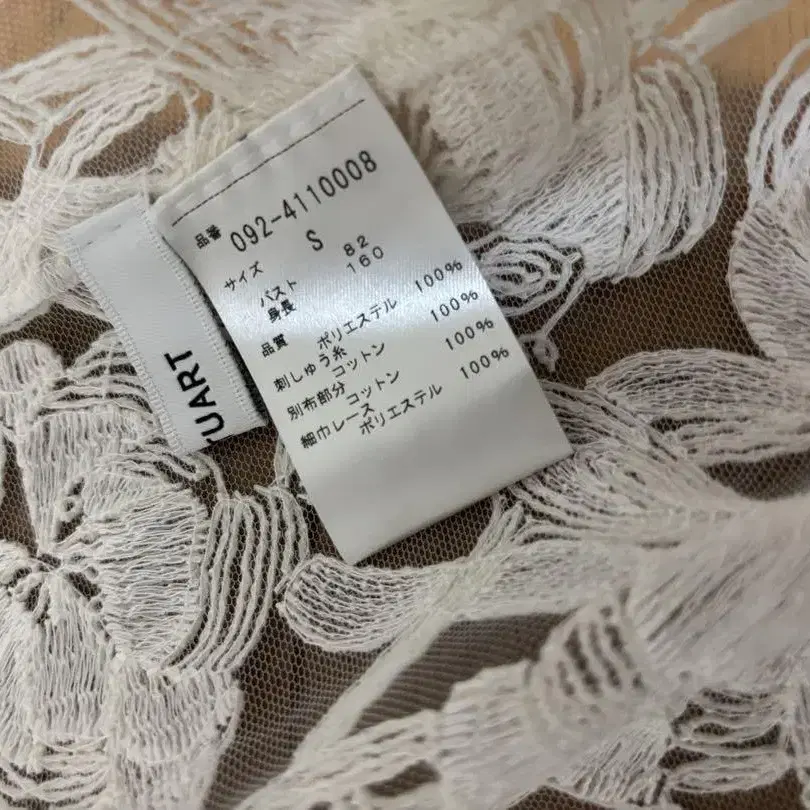 品番 092-4110008
サイズ S
バスト 82
身長 160
品質 ポリエステル 100%
刺しゅう糸
コットン 100%
別布部分
コットン 100%
細巾レース
ポリエステル 100%
TUART